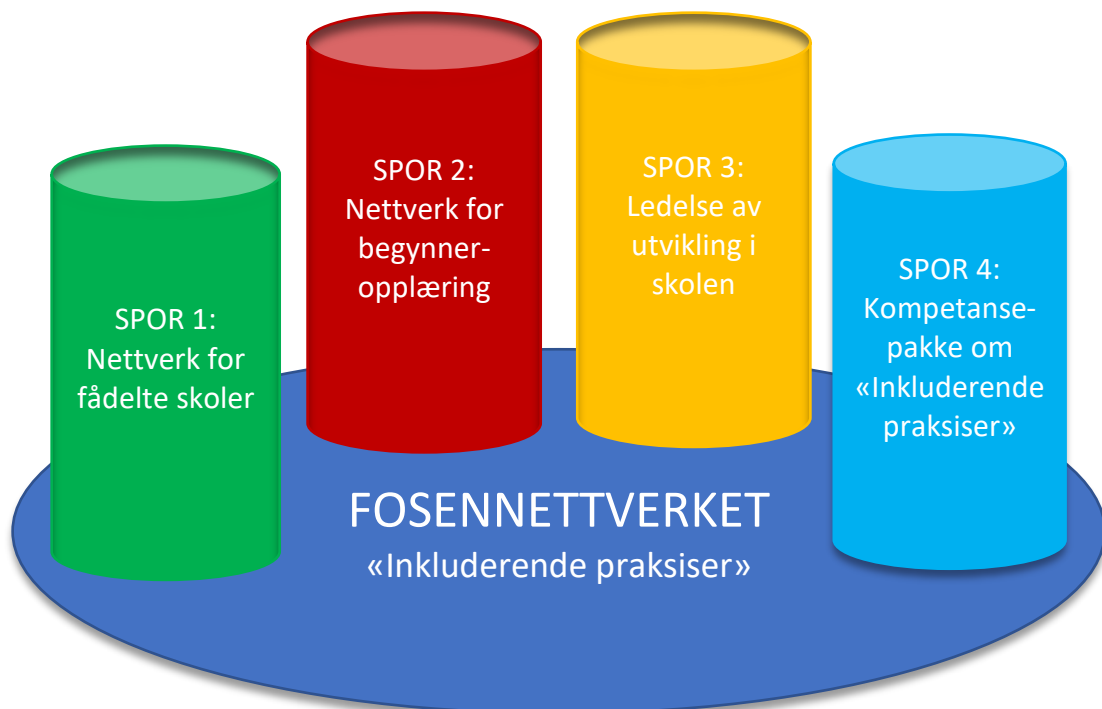 SPOR 1:
Nettverk for
fådelte skoler
SPOR 2:
Nettverk for
begynner-
opplæring
SPOR 3:
Ledelse av
utvikling i
skolen
SPOR 4:
Kompetanse-
pakke om
«Inkluderende
praksiser»
FOSENNETTVERKET
«Inkluderende praksiser»